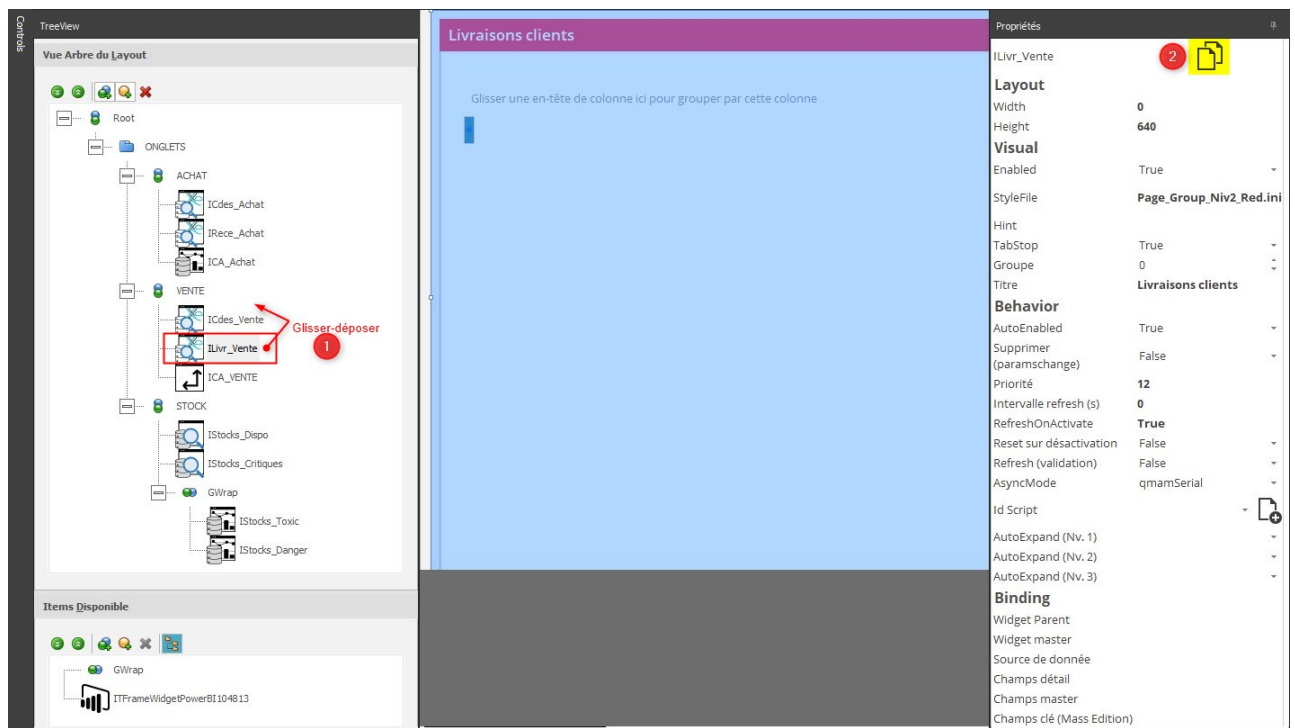 Controls
TreeView
Vue Arbre du Layout
Root
ONGLETS
ACHAT
ICdes_Achat
IRece_Achat
ICA_Achat
VENTE
ICdes_Vente
Glisser-déposer
ILivr_Vente
1
ICA_VENTE
STOCK
IStocks_Dispo
IStocks_Critiques
GWrap
IStocks_Toxic
IStocks_Danger
Items Disponible
GWrap
ITFrameWidgetPowerBI104813
Livraisons clients
Glisser une en-tête de colonne ici pour grouper par cette colonne
Propriétés
ILivr_Vente
2
Layout
Width 0
Height 640
Visual
Enabled True
StyleFile Page_Group_Niv2_Red.ini
Hint
TabStop True
Groupe 0
Titre Livraisons clients
Behavior
AutoEnabled True
Supprimer
(paramschange) False
Priorité 12
Intervalle refresh (s) 0
RefreshOnActivate True
Reset sur désactivation False
Refresh (validation) False
AsyncMode qmamSerial
Id Script
AutoExpand (Nv. 1)
AutoExpand (Nv. 2)
AutoExpand (Nv. 3)
Binding
Widget Parent
Widget master
Source de donnée
Champs détail
Champs master
Champs clé (Mass Edition)